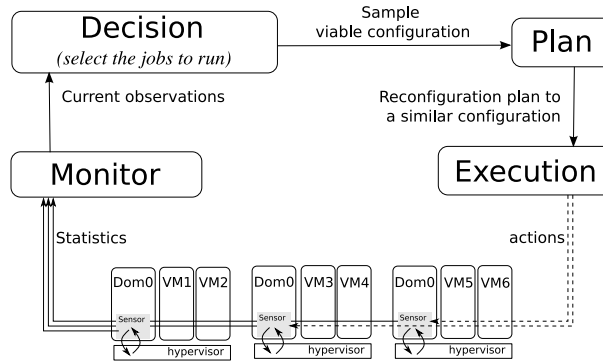 Decision
(select the jobs to run)
Sample
viable configuration
Plan
Current observations
Reconfiguration plan to
a similar configuration
Monitor
Execution
Statistics
actions
Dom0 VM1 VM2 Dom0 VM3 VM4 Dom0 VM5 VM6
Sensor Sensor Sensor
hypervisor hypervisor hypervisor